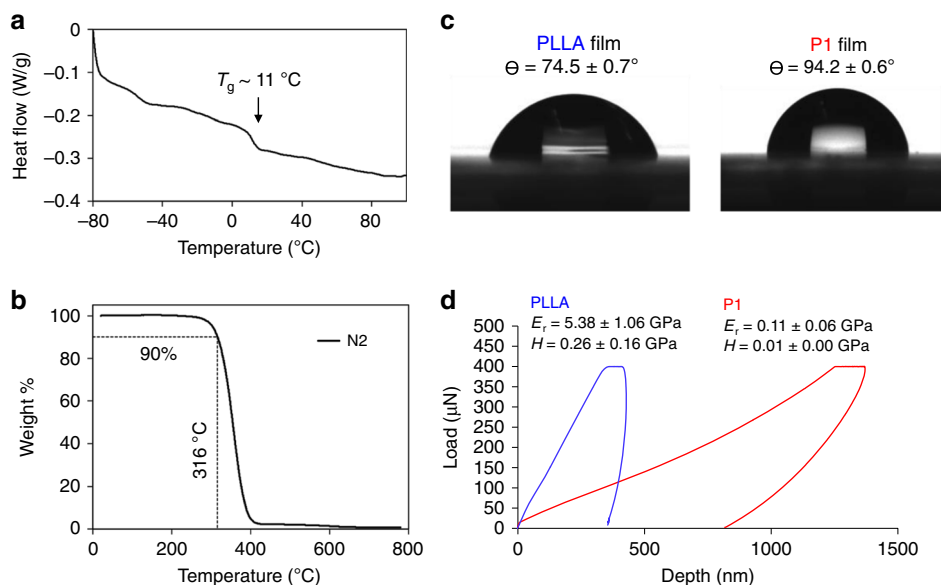 a
0
–0.1
–0.2
–0.3
–0.4
Heat flow (W/g)
Tg ~ 11 °C
–80
–40
0
40
80
Temperature (°C)
c
PLLA film
Θ = 74.5 ± 0.7°
P1 film
Θ = 94.2 ± 0.6°
b
100
80
60
40
20
0
Weight %
90%
316 °C
N2
0
200
400
600
800
Temperature (°C)
d
PLLA
Er = 5.38 ± 1.06 GPa
H = 0.26 ± 0.16 GPa
P1
Er = 0.11 ± 0.06 GPa
H = 0.01 ± 0.00 GPa
500
450
400
350
300
250
200
150
100
50
0
Load (µN)
0
500
1000
1500
Depth (nm)